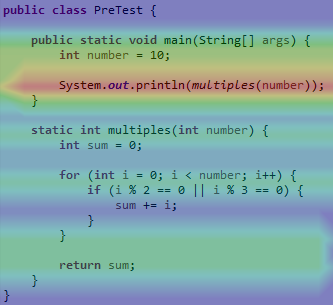 public class PreTest {
public static void main(String[] args) {
int number = 10;
System.out.println(multiples(number));
}
static int multiples(int number) {
int sum = 0;
for (int i = 0; i < number; i++) {
if (i % 2 == 0 || i % 3 == 0) {
sum += i;
}
}
return sum;
}
}